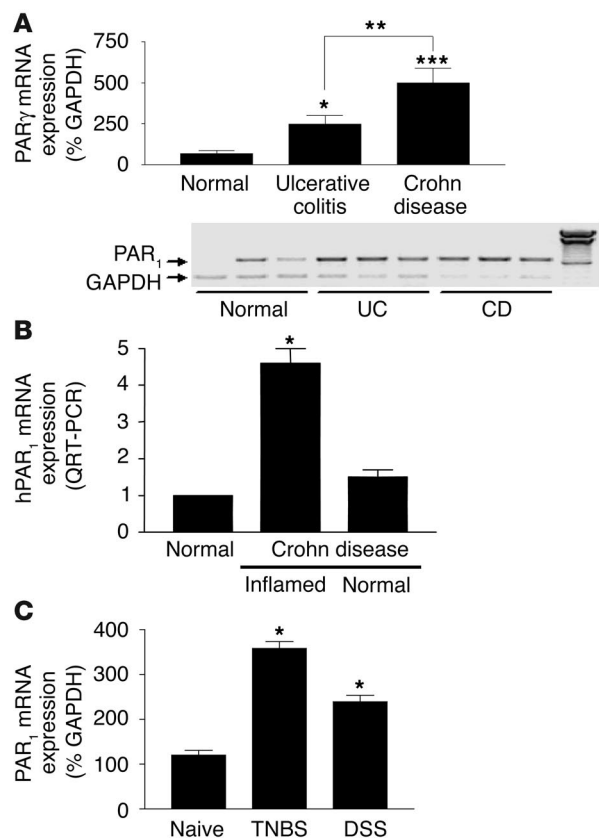 A
PARγ mRNA
expression
(% GAPDH)
750
500
250
0
*
**
***
Normal
Ulcerative
colitis
Crohn
disease
PAR₁
GAPDH
Normal
UC
CD
B
hPAR₁ mRNA
expression
(QRT-PCR)
5
4
3
2
1
0
*
Normal
Crohn disease
Inflamed
Normal
C
PAR₁ mRNA
expression
(% GAPDH)
400
300
200
100
0
*
*
Naive
TNBS
DSS